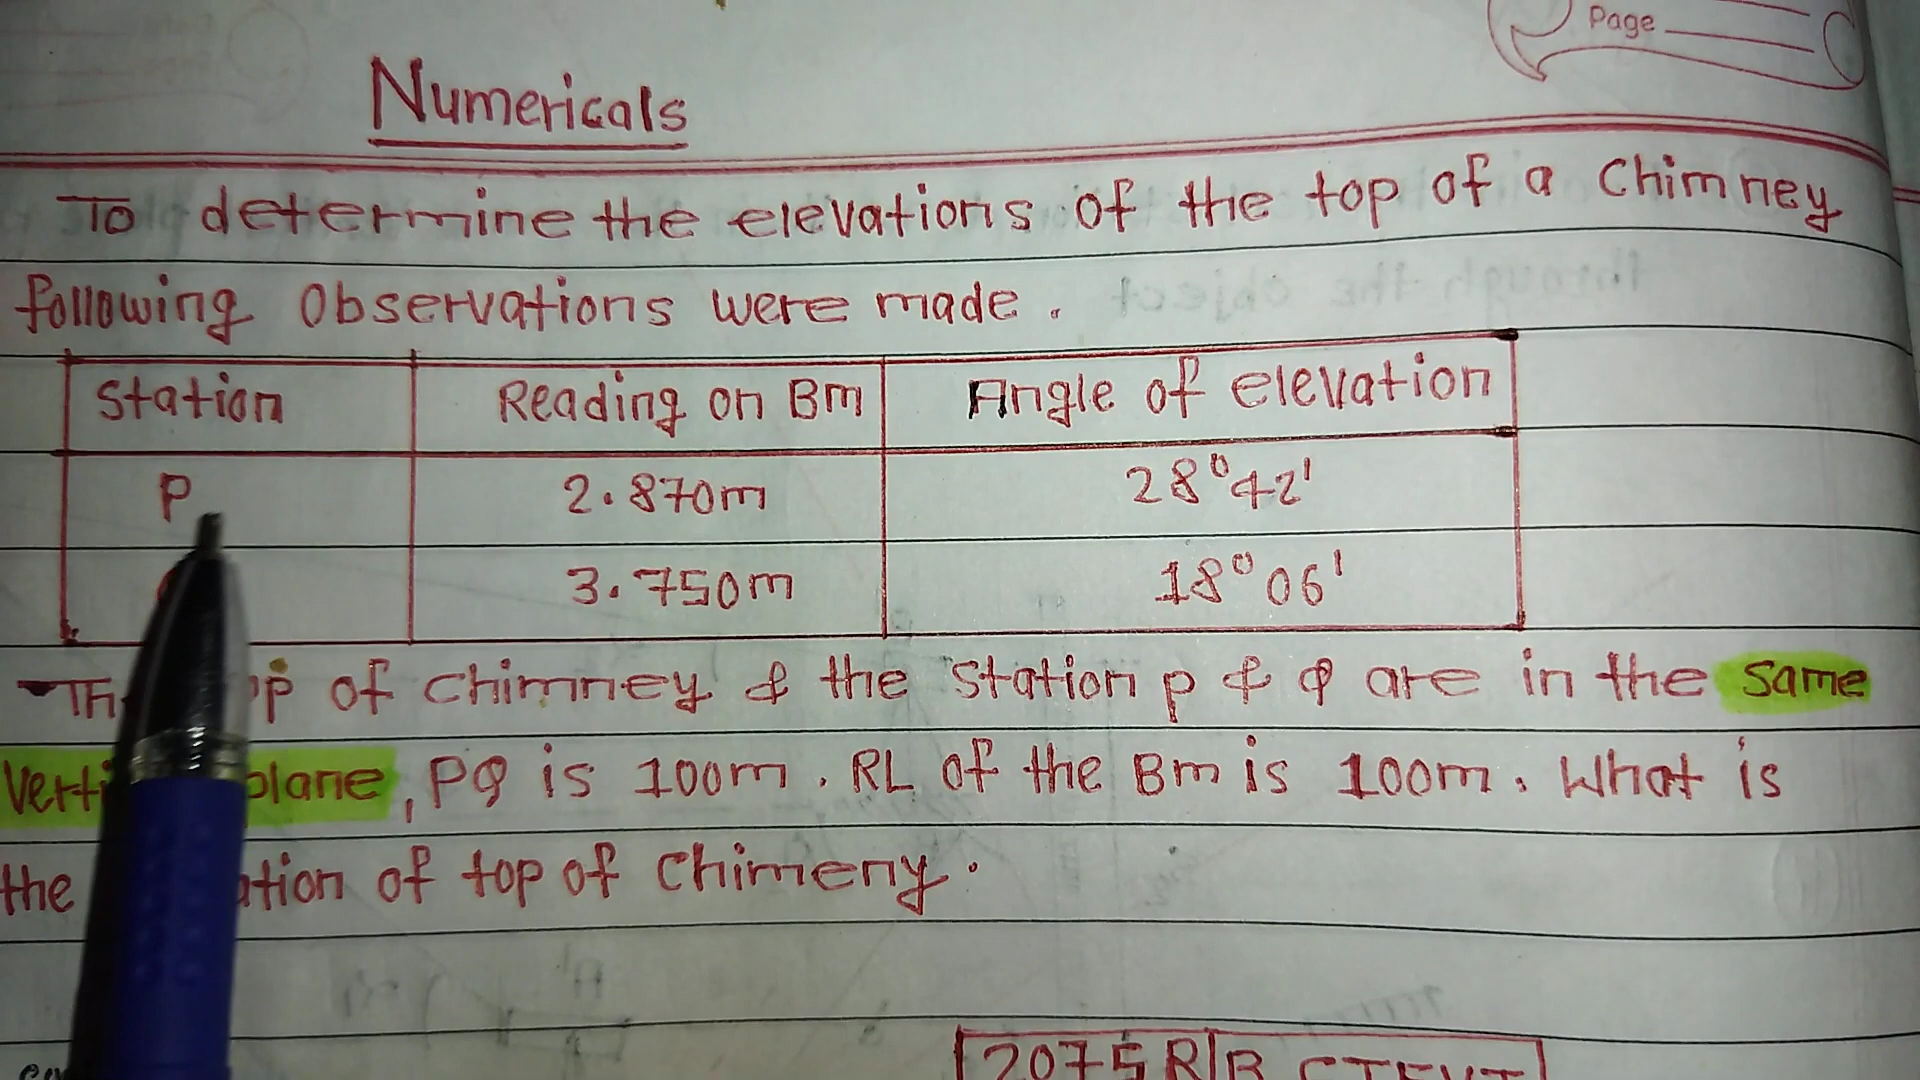 Page
Numericals
To determine the elevations of the top of a Chimney
following Observations were made.
Station Reading on Bm Angle of elevation
P 2.870m 28°42'
3.750m 18°06'
of chimney & the station p & Q are in the same
plane, PQ is 100m. RL of the Bm is 100m. What is
the of top of chimeny.
2075 R/B CTEVT